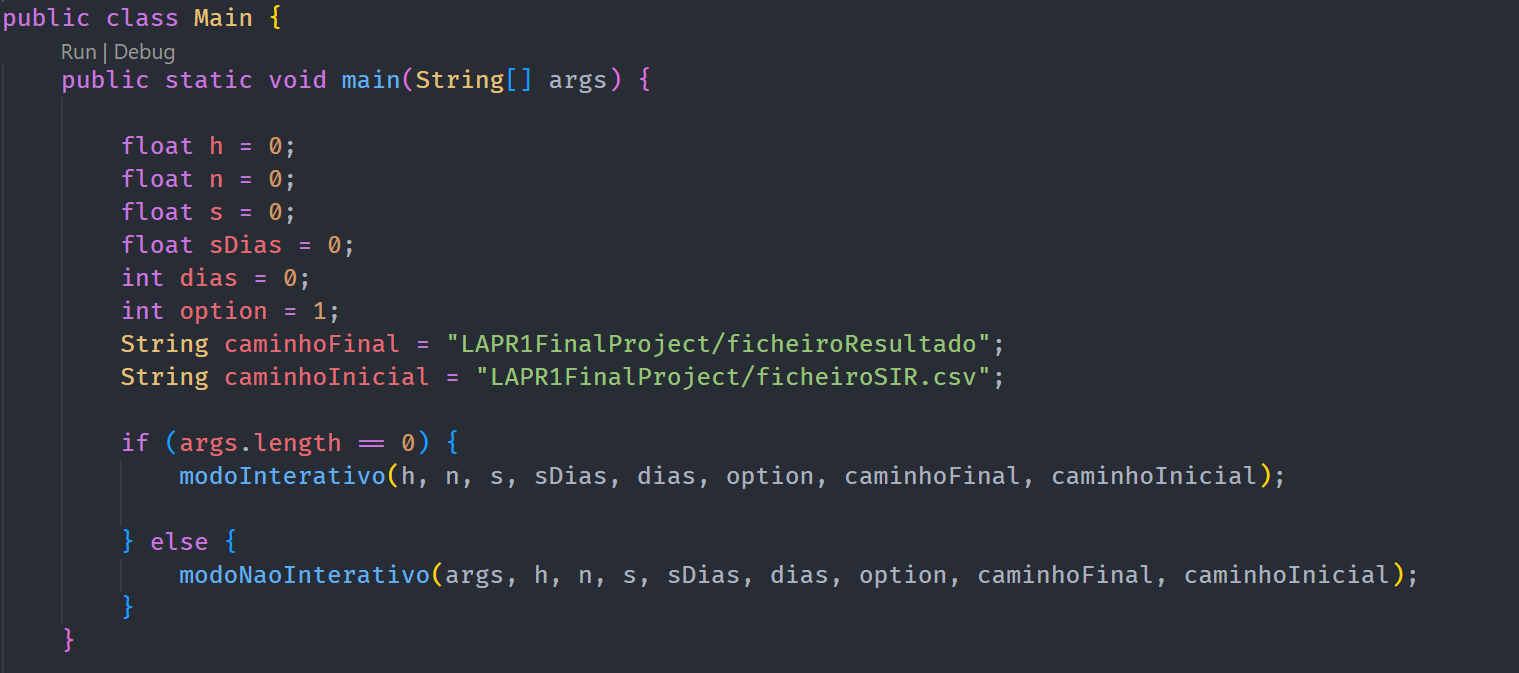 public class Main {
Run | Debug
public static void main(String[] args) {
float h = 0;
float n = 0;
float s = 0;
float sDias = 0;
int dias = 0;
int option = 1;
String caminhoFinal = "LAPR1FinalProject/ficheiroResultado";
String caminhoInicial = "LAPR1FinalProject/ficheiroSIR.csv";
if (args.length == 0) {
modoInterativo(h, n, s, sDias, dias, option, caminhoFinal, caminhoInicial);
} else {
modoNaoInterativo(args, h, n, s, sDias, dias, option, caminhoFinal, caminhoInicial);
}
}